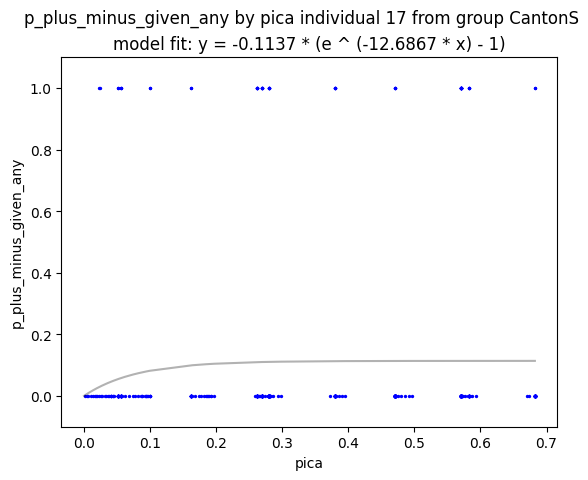 p_plus_minus_given_any by pica individual 17 from group CantonS
model fit: y = -0.1137 * (e ^ (-12.6867 * x) - 1)
1.0
0.8
0.6
0.4
0.2
0.0
p_plus_minus_given_any
0.0 0.1 0.2 0.3 0.4 0.5 0.6 0.7
pica